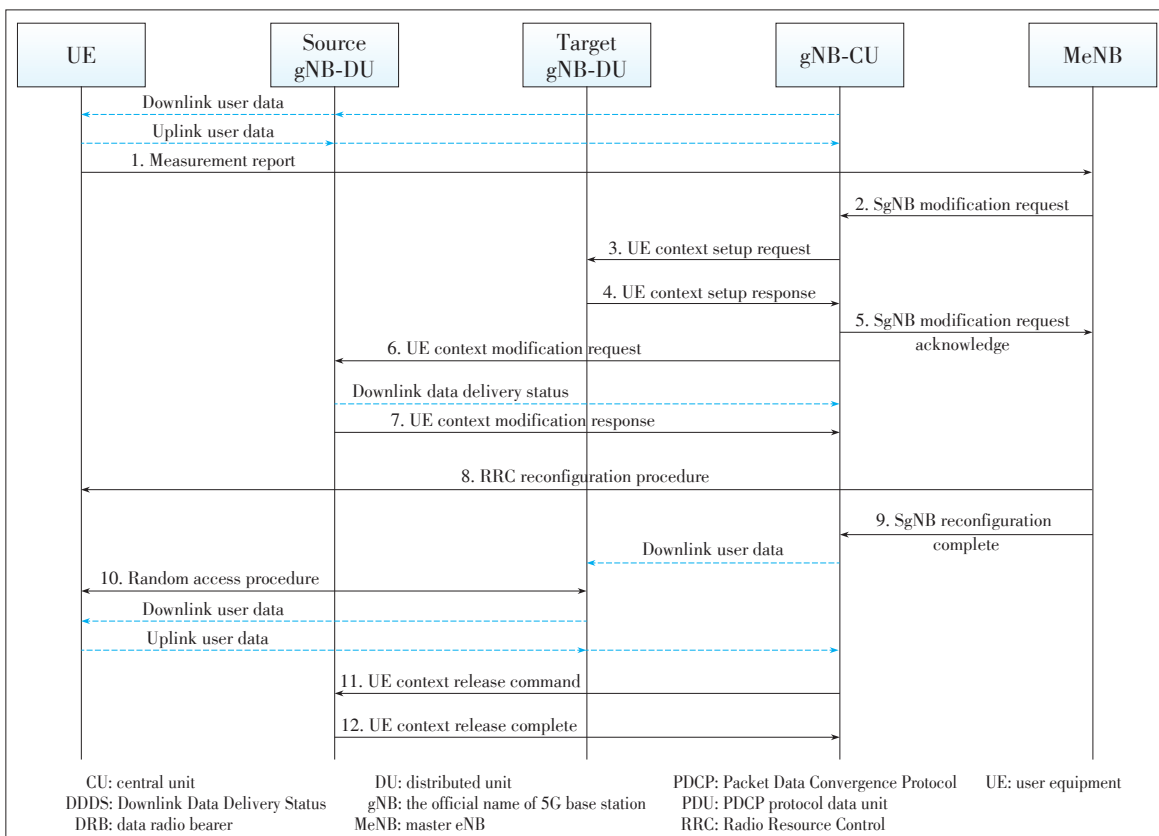 UE
Source
gNB-DU
Target
gNB-DU
gNB-CU
MeNB
Downlink user data
Uplink user data
1. Measurement report
2. SgNB modification request
3. UE context setup request
4. UE context setup response
5. SgNB modification request
acknowledge
6. UE context modification request
Downlink data delivery status
7. UE context modification response
8. RRC reconfiguration procedure
9. SgNB reconfiguration
complete
Downlink user data
10. Random access procedure
Downlink user data
Uplink user data
11. UE context release command
12. UE context release complete
CU: central unit DU: distributed unit PDCP: Packet Data Convergence Protocol UE: user equipment
DDDS: Downlink Data Delivery Status gNB: the official name of 5G base station PDU: PDCP protocol data unit
DRB: data radio bearer MeNB: master eNB RRC: Radio Resource Control